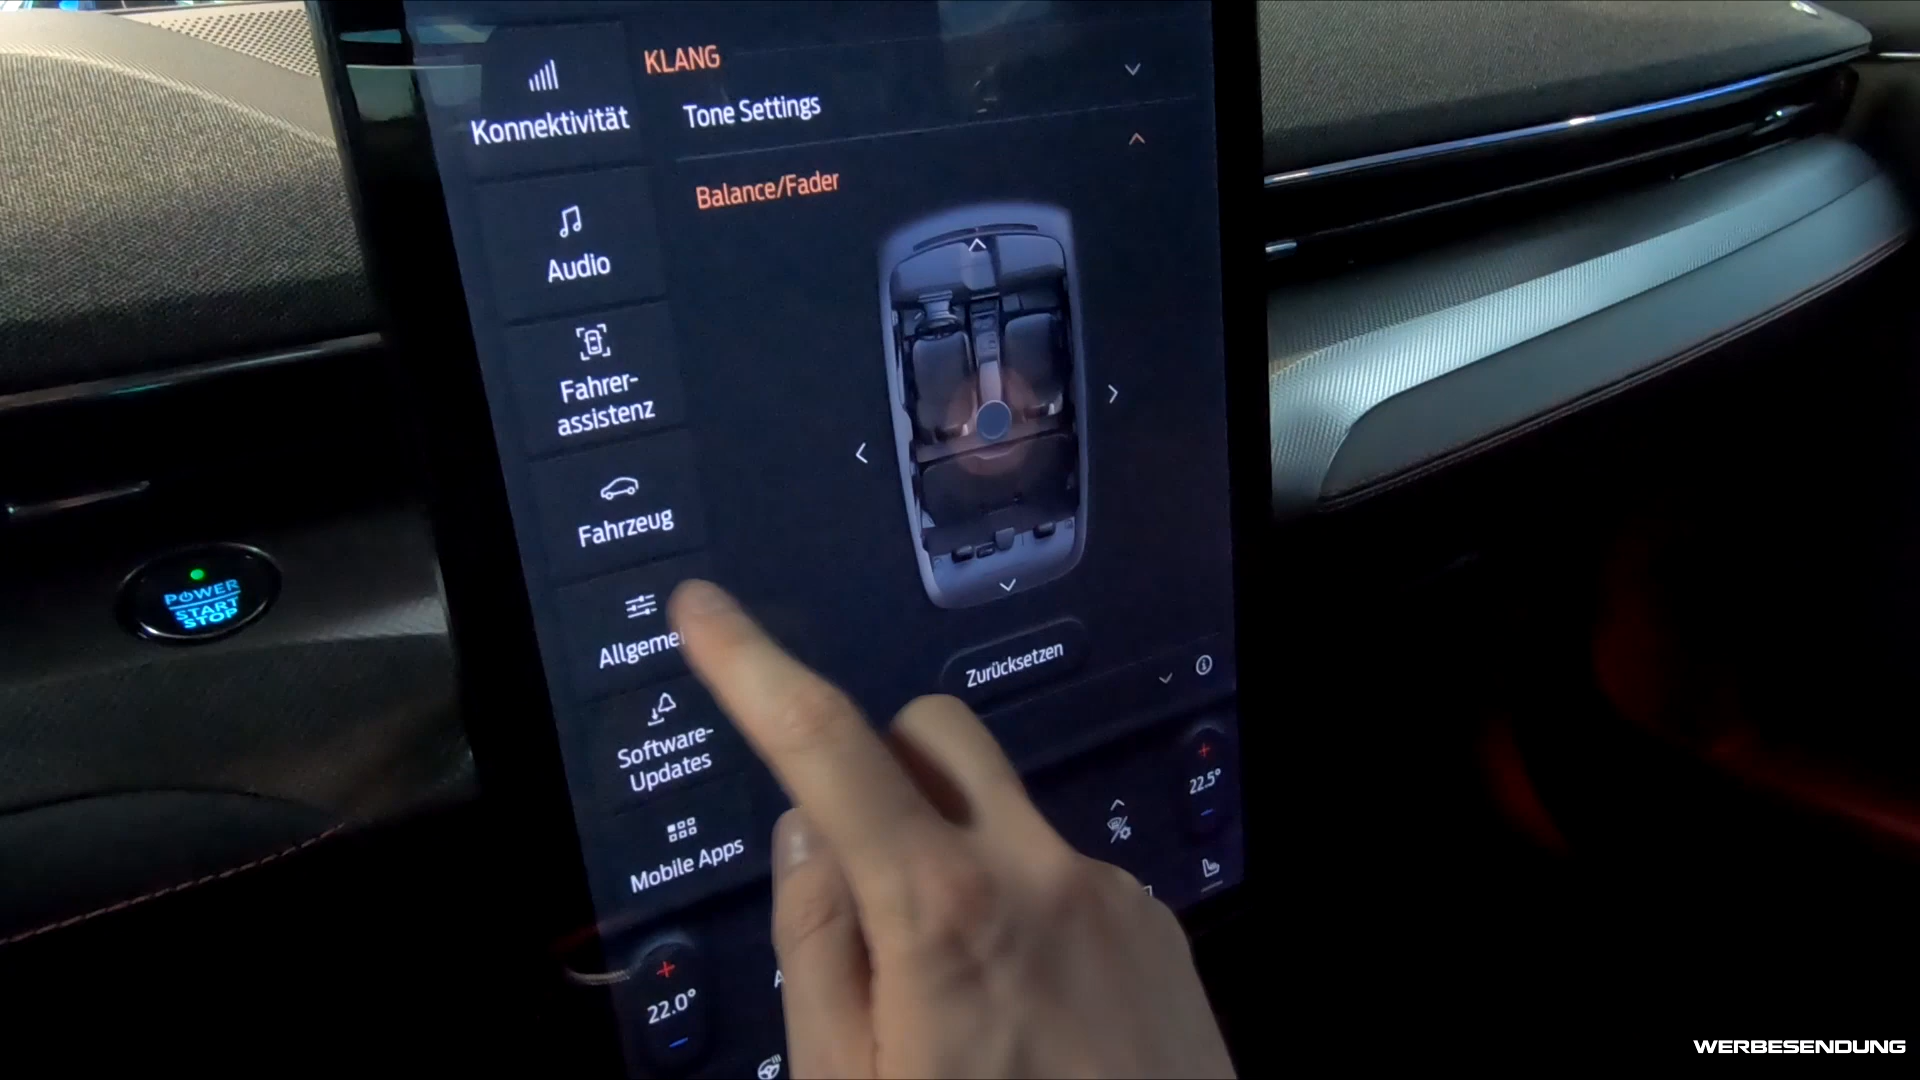 KLANG
Konnektivität
Tone Settings
Balance/Fader
Audio
Fahrer-
assistenz
Fahrzeug
POWER
START
STOP
Allgeme
Zurücksetzen
Software-
Updates
22.5°
Mobile Apps
22.0°
WERBESENDUNG